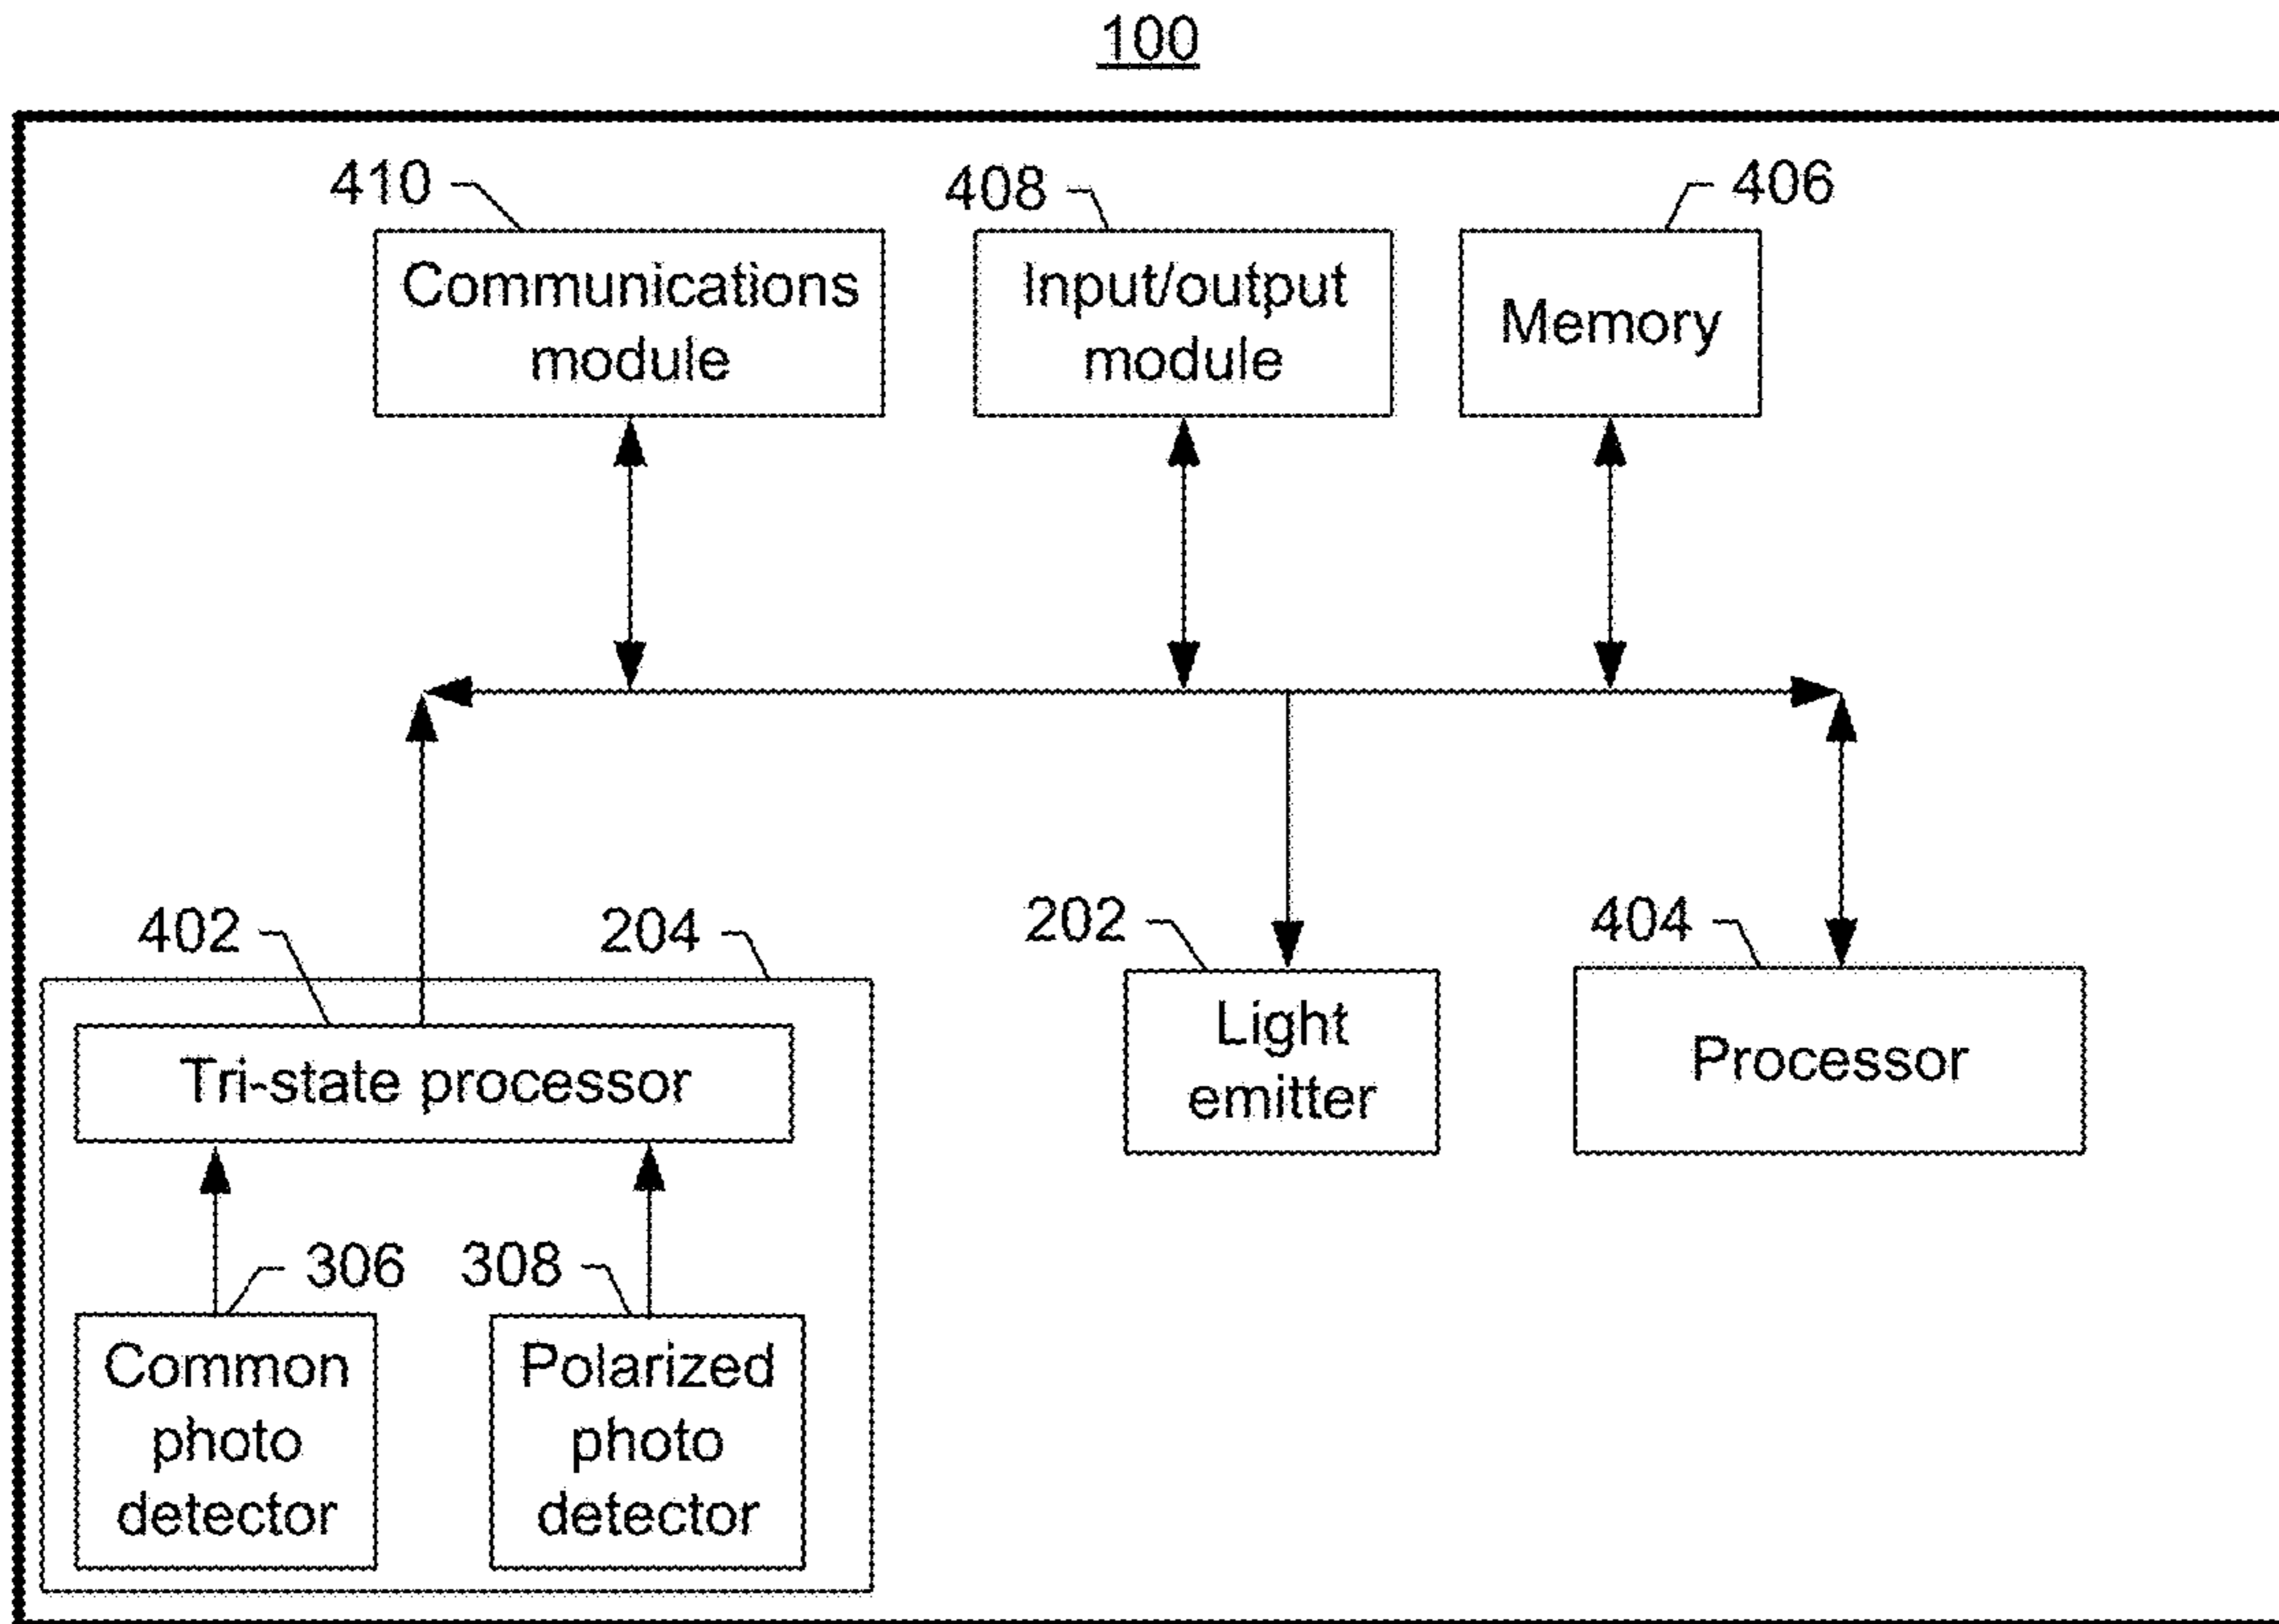 100
410
408
406
Communications
module
Input/output
module
Memory
402
204
202
404
Tri-state processor
Light
emitter
Processor
306
308
Common
photo
detector
Polarized
photo
detector